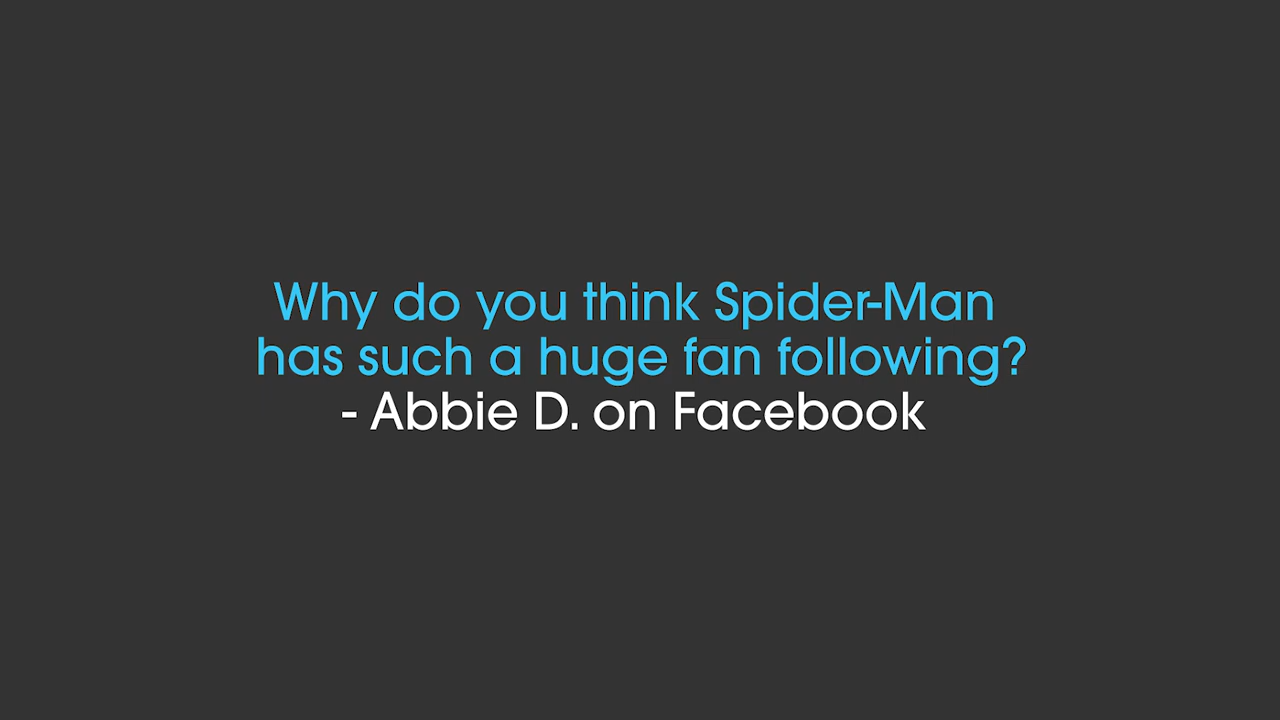 Why do you think Spider-Man
has such a huge fan following?
- Abbie D. on Facebook